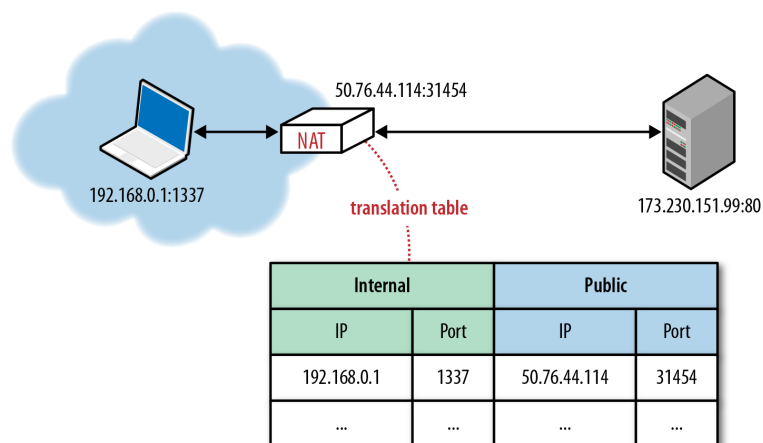 50.76.44.114:31454
NAT
192.168.0.1:1337
173.230.151.99:80
translation table
Internal Public
IP Port IP Port
192.168.0.1 1337 50.76.44.114 31454
... ... ... ...